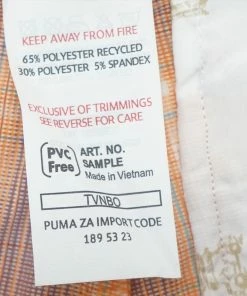 KEEP AWAY FROM FIRE
65% POLYESTER RECYCLED
30% POLYESTER 5% SPANDEX
EXCLUSIVE OF TRIMMINGS
SEE REVERSE FOR CARE
PVC Free
ART. NO.
SAMPLE
Made in Vietnam
TVNBO
PUMA ZA IMPORT CODE
189 53 23